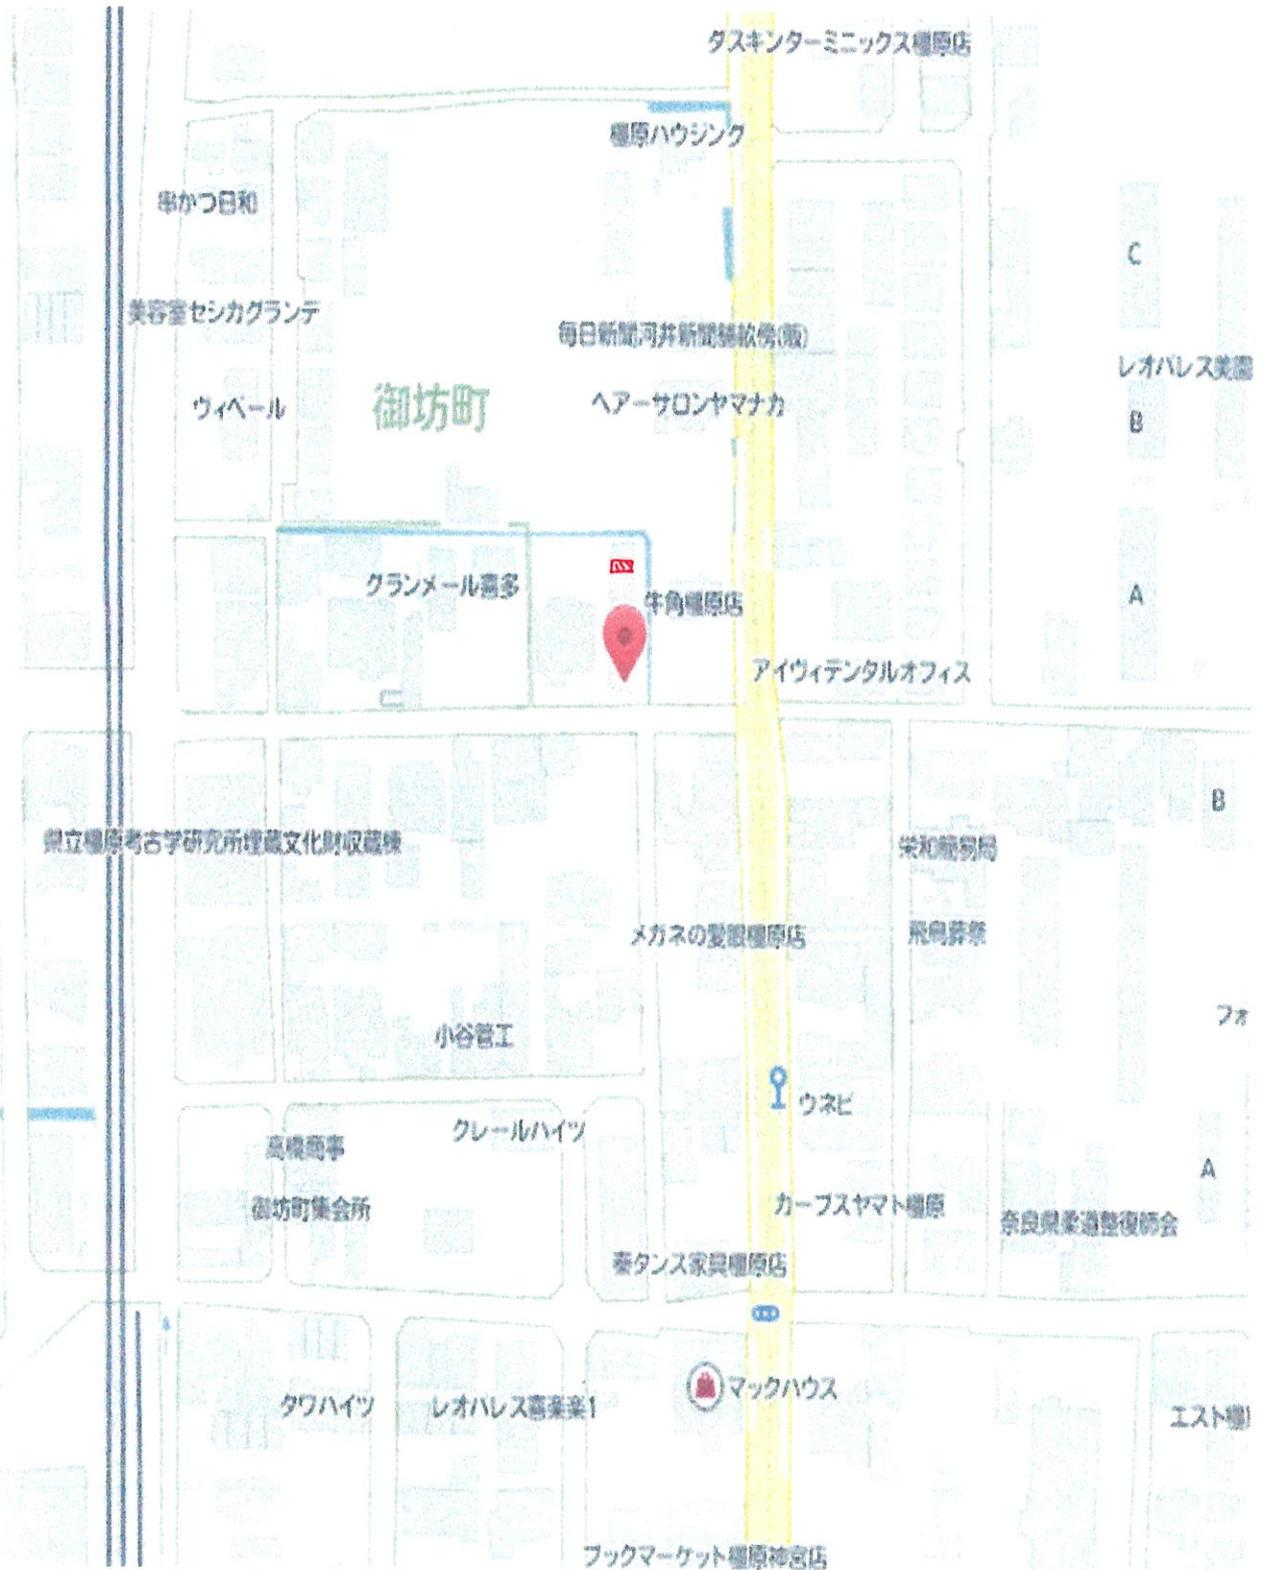 ダスキンターミニックス橿原店
橿原ハウジング
串かつ日和
C
美容室セシカグランテ
毎日新聞河井新聞舗畝傍(販)
レオパレス美園
ヴィベール
御坊町
ヘアーサロンヤマナカ
B
グランメール喜多
牛角橿原店
A
アイヴィデンタルオフィス
B
県立橿原考古学研究所埋蔵文化財収蔵棟
栄和簡易局
メガネの愛眼橿原店
飛鳥葬祭
フォ
小谷管工
ウネビ
クレールハイツ
高橋商事
A
御坊町集会所
カーブスヤマト橿原
奈良県柔道整復師会
秦タンス家具橿原店
マックハウス
タワハイツ
レオパレス喜楽楽1
エスト橿
ブックマーケット橿原神宮店